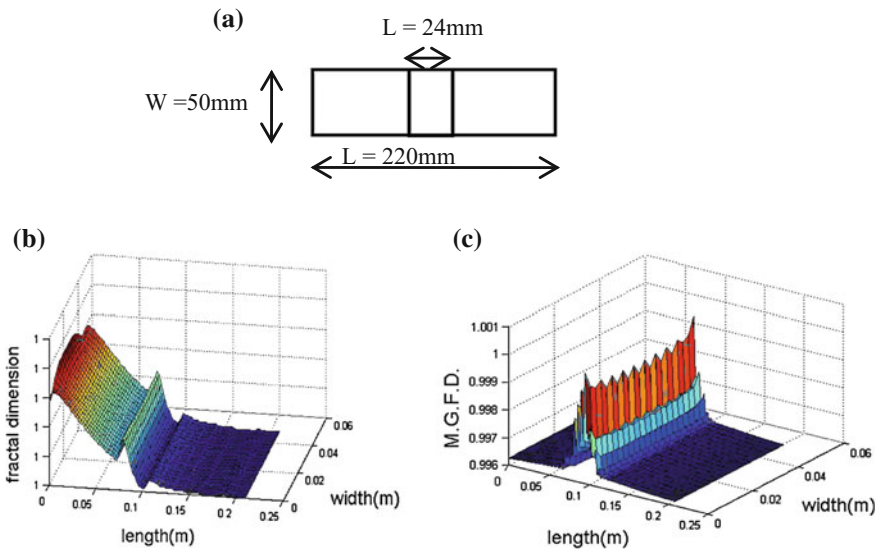 (a)
L = 24mm
W =50mm
L = 220mm
(b)
fractal dimension
1
1
1
1
1
1
0
0.05
0.1
0.15
0.2
0.25
length(m)
0
0.02
0.04
0.06
width(m)
(c)
M.G.F.D.
1.001
1
0.999
0.998
0.997
0.996
0
0.05
0.1
0.15
0.2
0.25
length(m)
0
0.02
0.04
0.06
width(m)